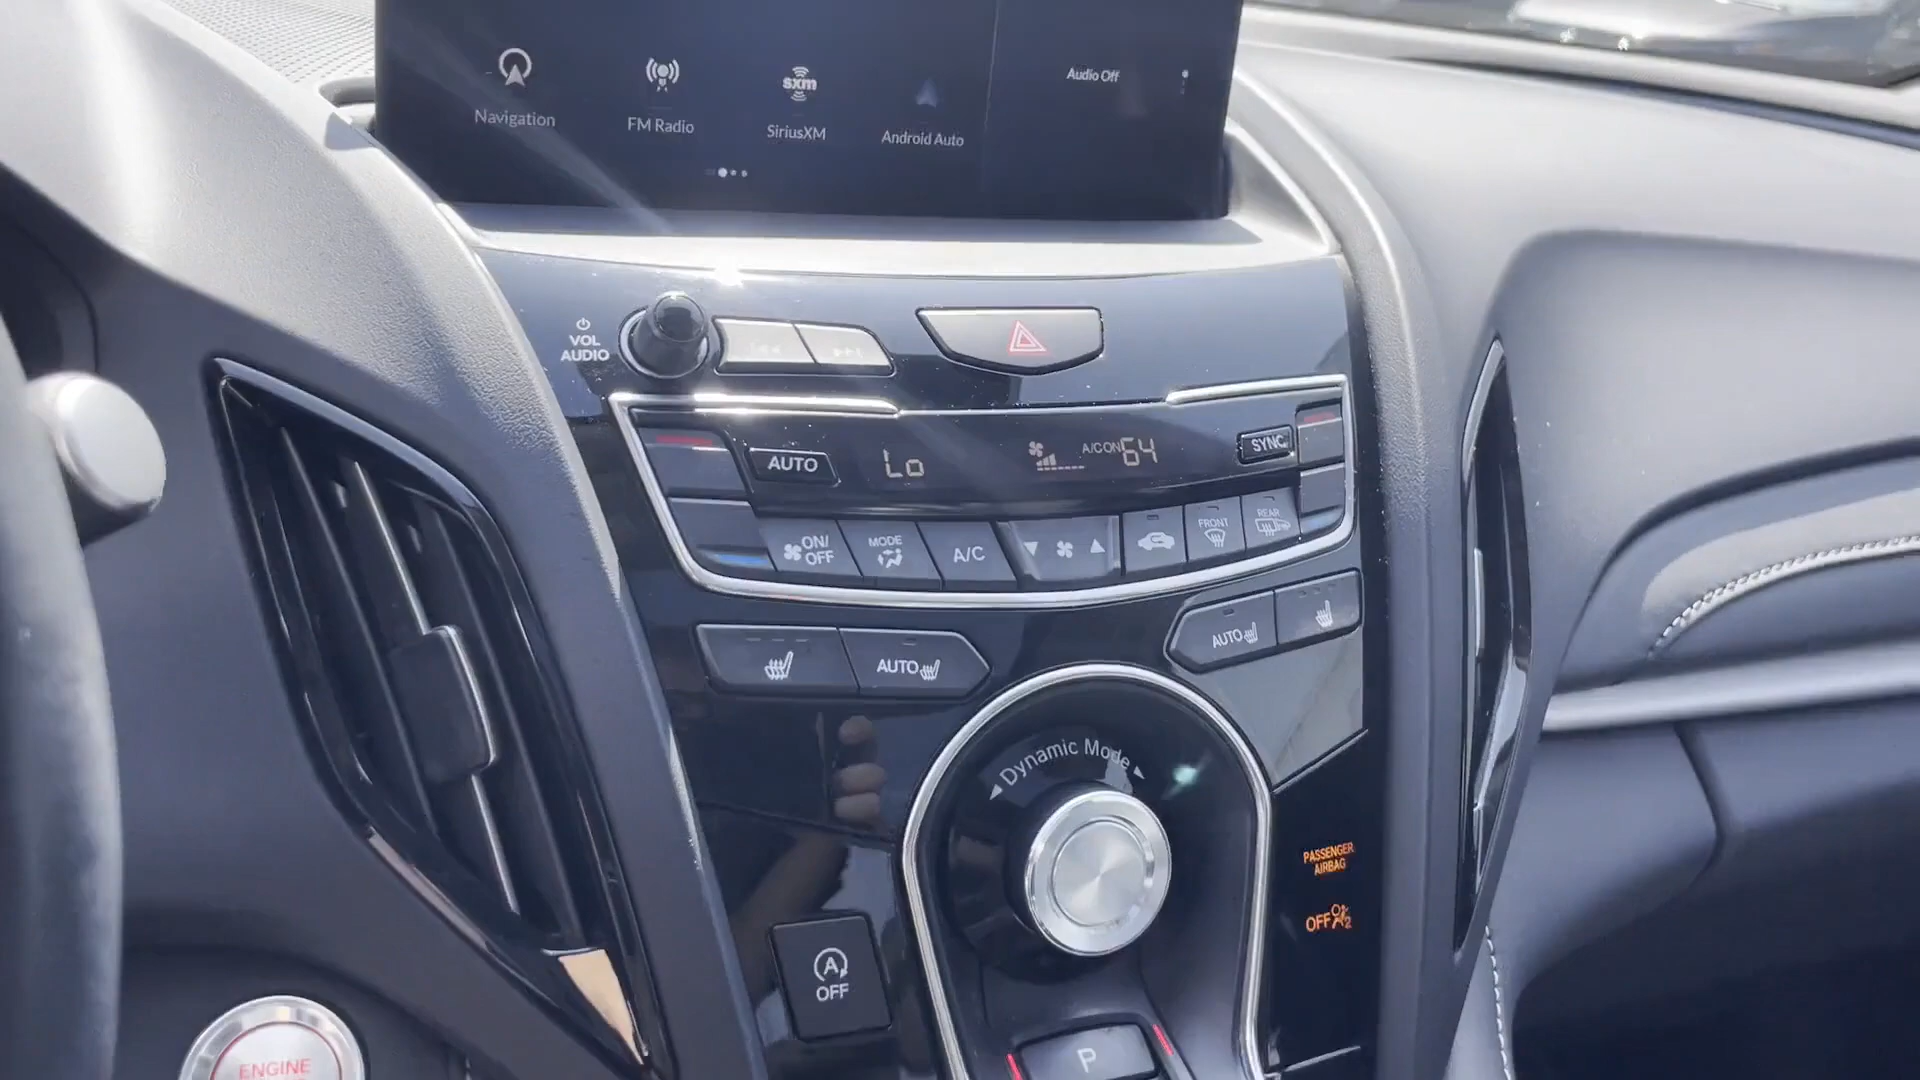 Navigation
FM Radio
sxm
SiriusXM
Android Auto
Audio Off
VOL
AUDIO
AUTO
Lo
A/C ON
64
SYNC
ON/
OFF
MODE
A/C
FRONT
REAR
AUTO
AUTO
Dynamic Mode
PASSENGER
AIRBAG
OFF
2
A
OFF
P
ENGINE